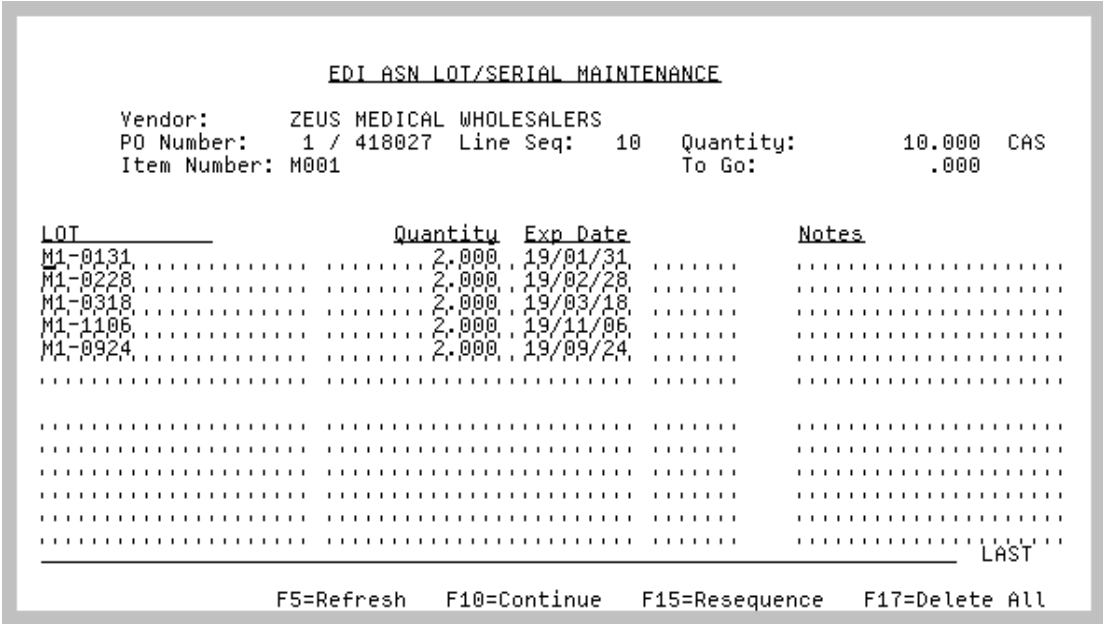 EDI ASN LOT/SERIAL MAINTENANCE
Vendor: ZEUS MEDICAL WHOLESALERS
PO Number: 1 / 418027 Line Seq: 10 Quantity: 10.000 CAS
Item Number: M001 To Go: .000
LOT Quantity Exp Date Notes
M1-0131 2.000 19/01/31
M1-0228 2.000 19/02/28
M1-0318 2.000 19/03/18
M1-1106 2.000 19/11/06
M1-0924 2.000 19/09/24
LAST
F5=Refresh F10=Continue F15=Resequence F17=Delete All